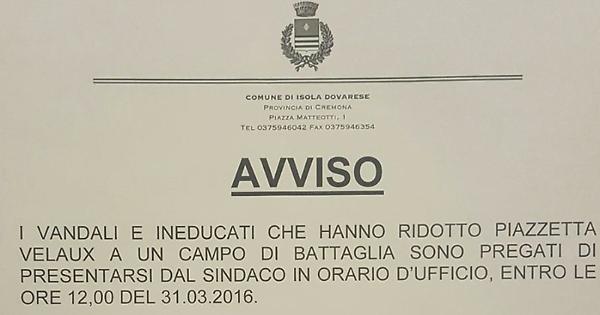 COMUNE DI ISOLA DOVARESE
PROVINCIA DI CREMONA
PIAZZA MATTEOTTI, 1
TEL 0375946042 FAX 0375946354
AVVISO
I VANDALI E INEDUCATI CHE HANNO RIDOTTO PIAZZETTA
VELAUX A UN CAMPO DI BATTAGLIA SONO PREGATI DI
PRESENTARSI DAL SINDACO IN ORARIO D'UFFICIO, ENTRO LE
ORE 12,00 DEL 31.03.2016.